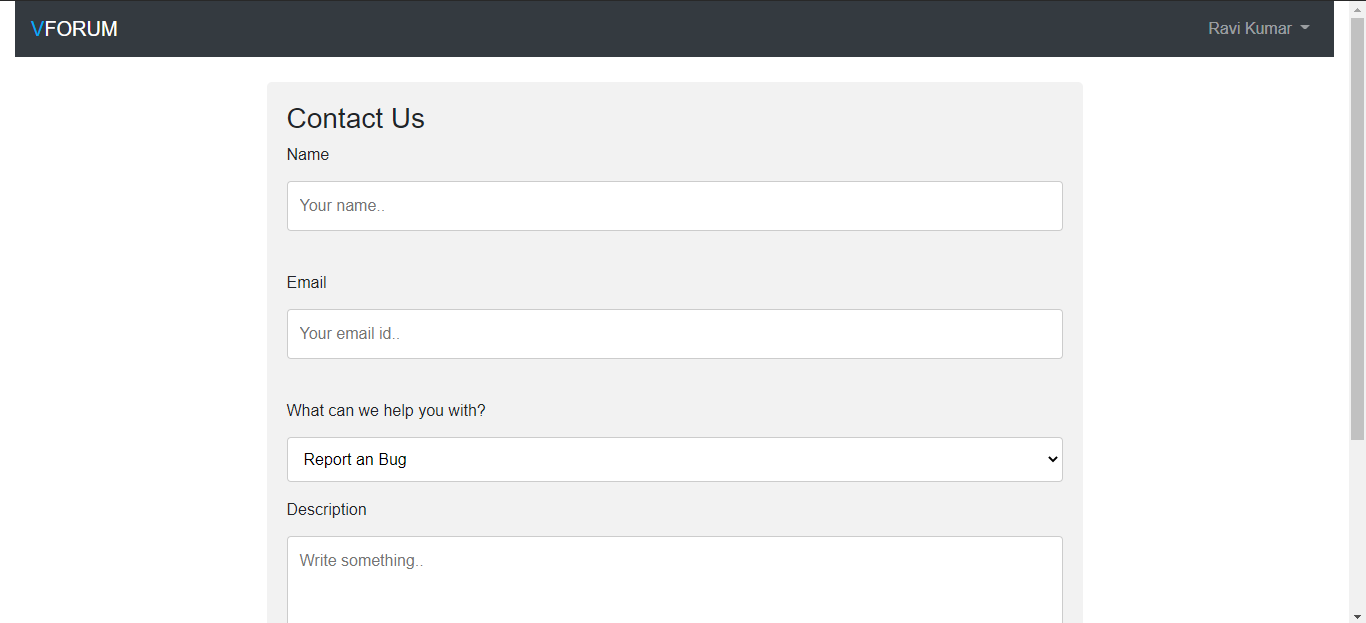 VFORUM
Ravi Kumar
Contact Us
Name
Your name..
Email
Your email id..
What can we help you with?
Report an Bug
Description
Write something..